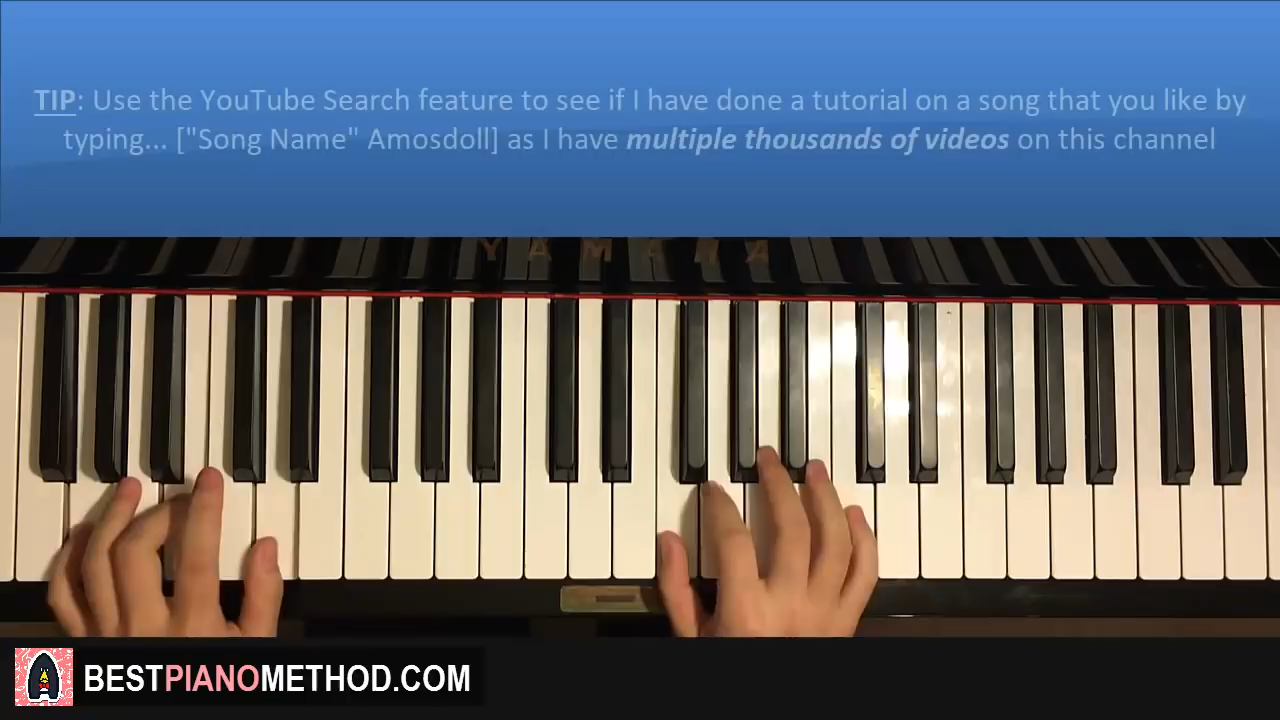 TIP: Use the YouTube Search feature to see if I have done a tutorial on a song that you like by
typing... ["Song Name" Amosdoll] as I have multiple thousands of videos on this channel
YAMAHA
BESTPIANOMETHOD.COM